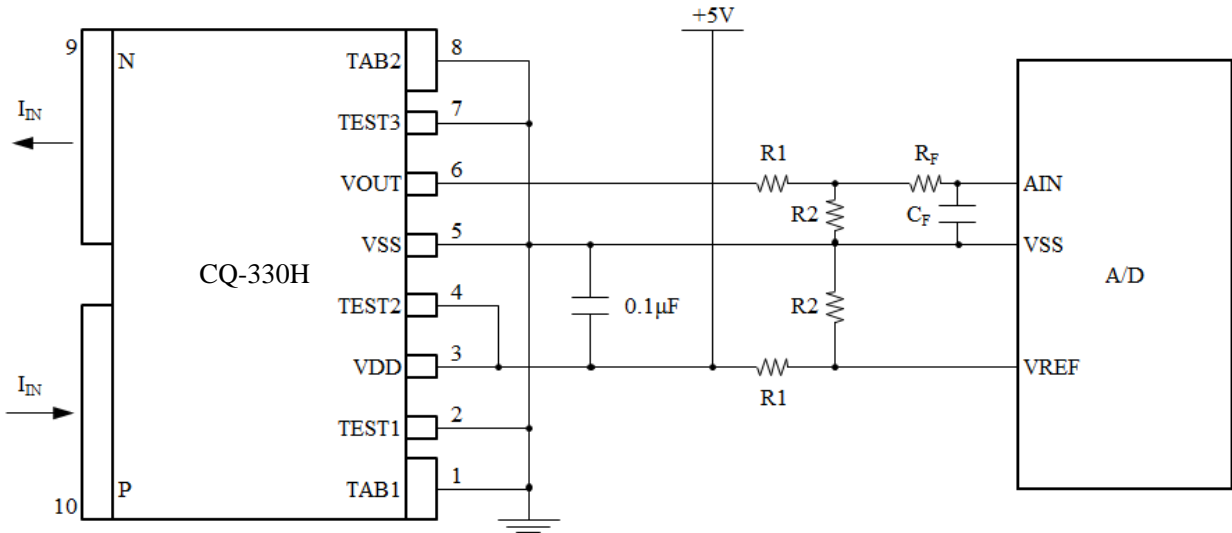 +5V
9
N
TAB2
8
I_IN
TEST3
7
VOUT
6
R1
R_F
AIN
R2
C_F
VSS
5
VSS
CQ-330H
A/D
TEST2
4
0.1μF
R2
VDD
3
VREF
I_IN
R1
TEST1
2
10
P
TAB1
1